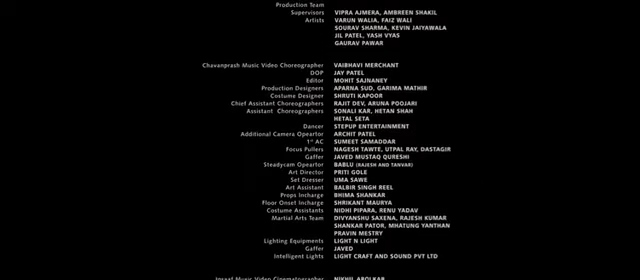 Production Team
Supervisors VIPRA AJMERA, AMBREEN SHAKIL
Artists VARUN WALIA, FAIZ WALI
SOURAV SHARMA, KEVIN JAIYAWALA
JIL PATEL, YASH VYAS
GAURAV PAWAR
Chavanprash Music Video Choreographer VAIBHAVI MERCHANT
DOP JAY PATEL
Editor MOHIT SAJNANEY
Production Designers APARNA SUD, GARIMA MATHIR
Costume Designer SHRUTI KAPOOR
Chief Assistant Choreographers RAJIT DEV, ARUNA POOJARI
Assistant Choreographers SONALI KAR, HETAN SHAH
HETAL SETA
Dancer STEPUP ENTERTAINMENT
Additional Camera Opeartor ARCHIT PATEL
1st AC SUMEET SAMADDAR
Focus Pullers NAGESH TAWTE, UTPAL RAY, DASTAGIR
Gaffer JAVED MUSTAQ QURESHI
Steadycam Opeartor BABLU (RAJESH AND TANVAR)
Art Director PRITI GOLE
Set Dresser UMA SAWE
Art Assistant BALBIR SINGH REEL
Props Incharge BHIMA SHANKAR
Floor Onset Incharge SHRIKANT MAURYA
Costume Assistants NIDHI PIPARA, RENU YADAV
Martial Arts Team DIVYANSHU SAXENA, RAJESH KUMAR
SHANKAR PATOR, MHATUNG YANTHAN
PRAVIN MESTRY
Lighting Equipments LIGHT N LIGHT
Gaffer JAVED
Intelligent Lights LIGHT CRAFT AND SOUND PVT LTD
Music Video Cinematographer NIKHIL